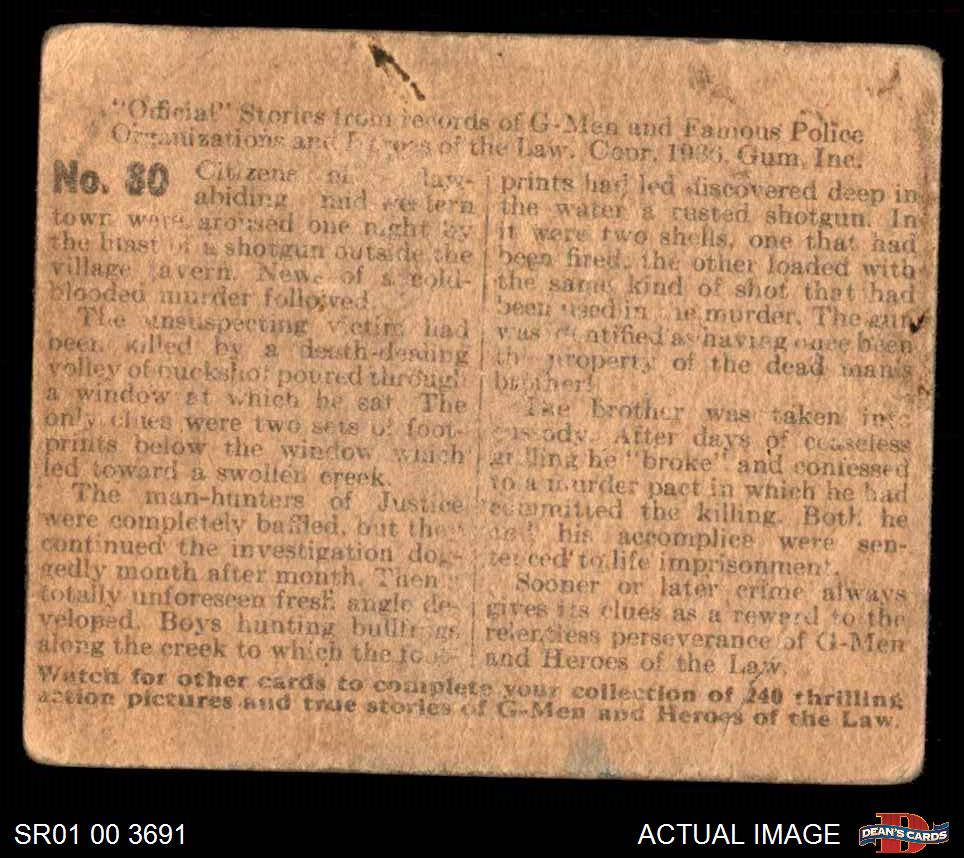 "Official" Stories from records of G-Men and Famous Police
Organizations and Heroes of the Law. Copr. 1936, Gum, Inc.
No. 80
Citizens of law-
abiding mid western
town were aroused one night by
the blast of a shotgun outside the
village tavern. News of a cold-
blooded murder followed.
The unsuspecting victim had
been killed by a death-dealing
volley of buckshot poured through
a window at which he sat. The
only clues were two sets of foot-
prints below the window which
led toward a swollen creek.
The man-hunters of Justice
were completely baffled, but they
continued the investigation dog-
gedly month after month. Then
totally unforeseen fresh angle de-
veloped. Boys hunting bullfrogs
along the creek to which the foot-
prints had led discovered deep in
the water a rusted shotgun. In
it were two shells, one that had
been fired, the other loaded with
the same kind of shot that had
been used in the murder. The gun
was identified as having once been
the property of the dead man's
brother!
The brother was taken into
custody. After days of ceaseless
grilling he "broke" and confessed
to a murder pact in which he had
committed the killing. Both he
and his accomplice were sen-
tenced to life imprisonment.
Sooner or later crime always
gives its clues as a reward to the
relentless perseverance of G-Men
and Heroes of the Law.
Watch for other cards to complete your collection of 240 thrilling
action pictures and true stories of G-Men and Heroes of the Law.
SR01 00 3691
ACTUAL IMAGE
DEAN'S CARDS